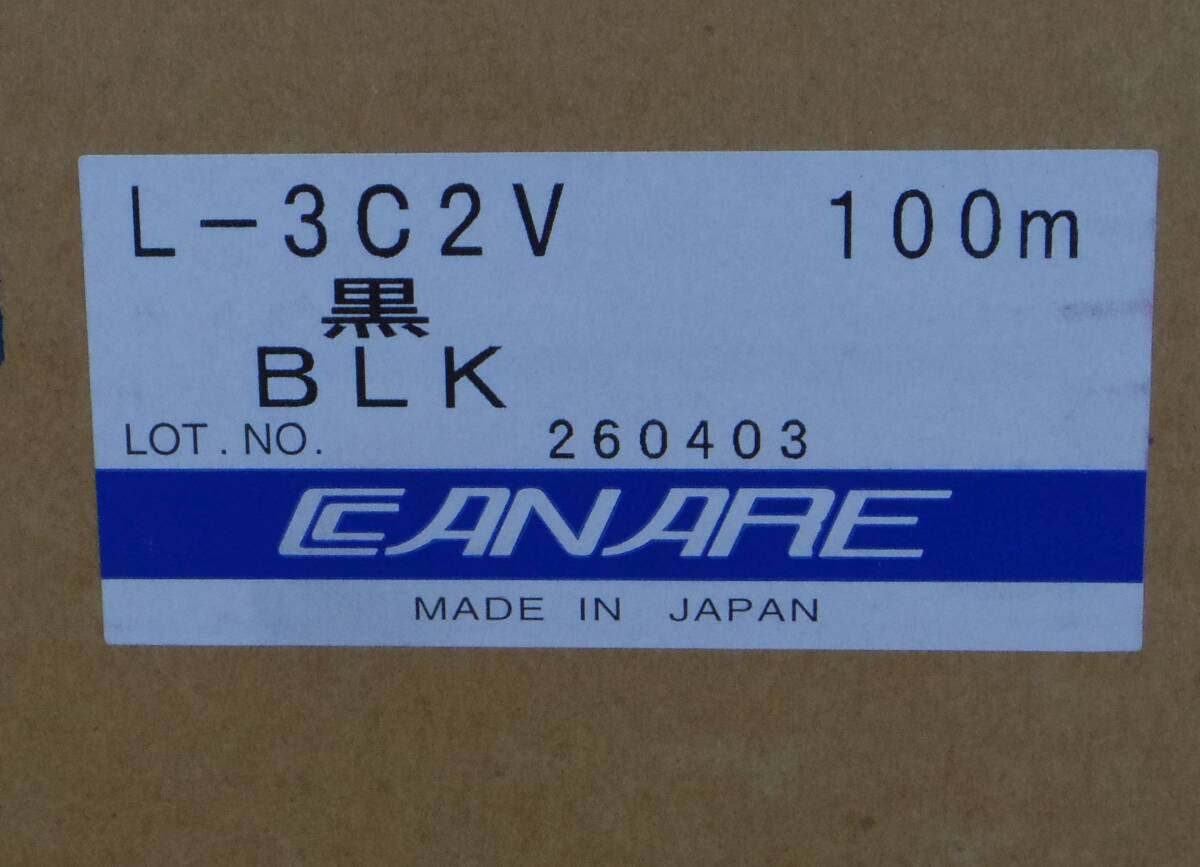 L-3C2V 100m
黒
BLK
LOT.NO. 260403
CANARE
MADE IN JAPAN